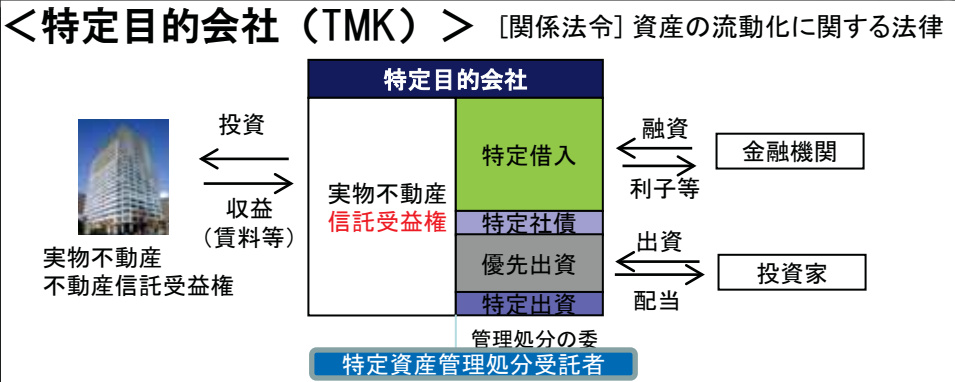 ＜特定目的会社（TMK）＞ ［関係法令］資産の流動化に関する法律
特定目的会社
投資
収益
（賃料等）
実物不動産
不動産信託受益権
実物不動産
信託受益権
特定借入
特定社債
優先出資
特定出資
融資
利子等
金融機関
出資
配当
投資家
管理処分の委
特定資産管理処分受託者